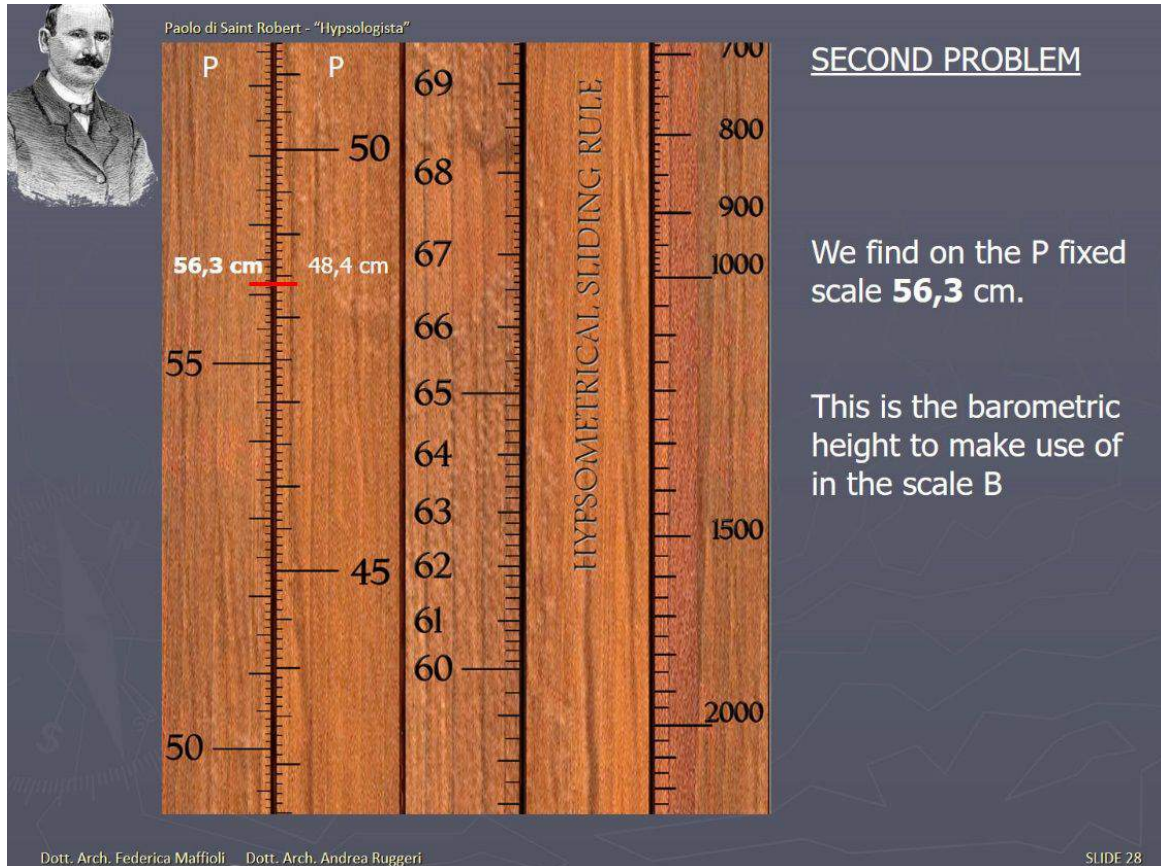 Paolo di Saint Robert - "Hypsologista"
P
P
56,3 cm
48,4 cm
55
50
50
45
69
68
67
66
65
64
63
62
61
60
HYPSOMETRICAL SLIDING RULE
700
800
900
1000
1500
2000
SECOND PROBLEM
We find on the P fixed
scale 56,3 cm.
This is the barometric
height to make use of
in the scale B
Dott. Arch. Federica Maffioli _ Dott. Arch. Andrea Ruggeri
SLIDE 28